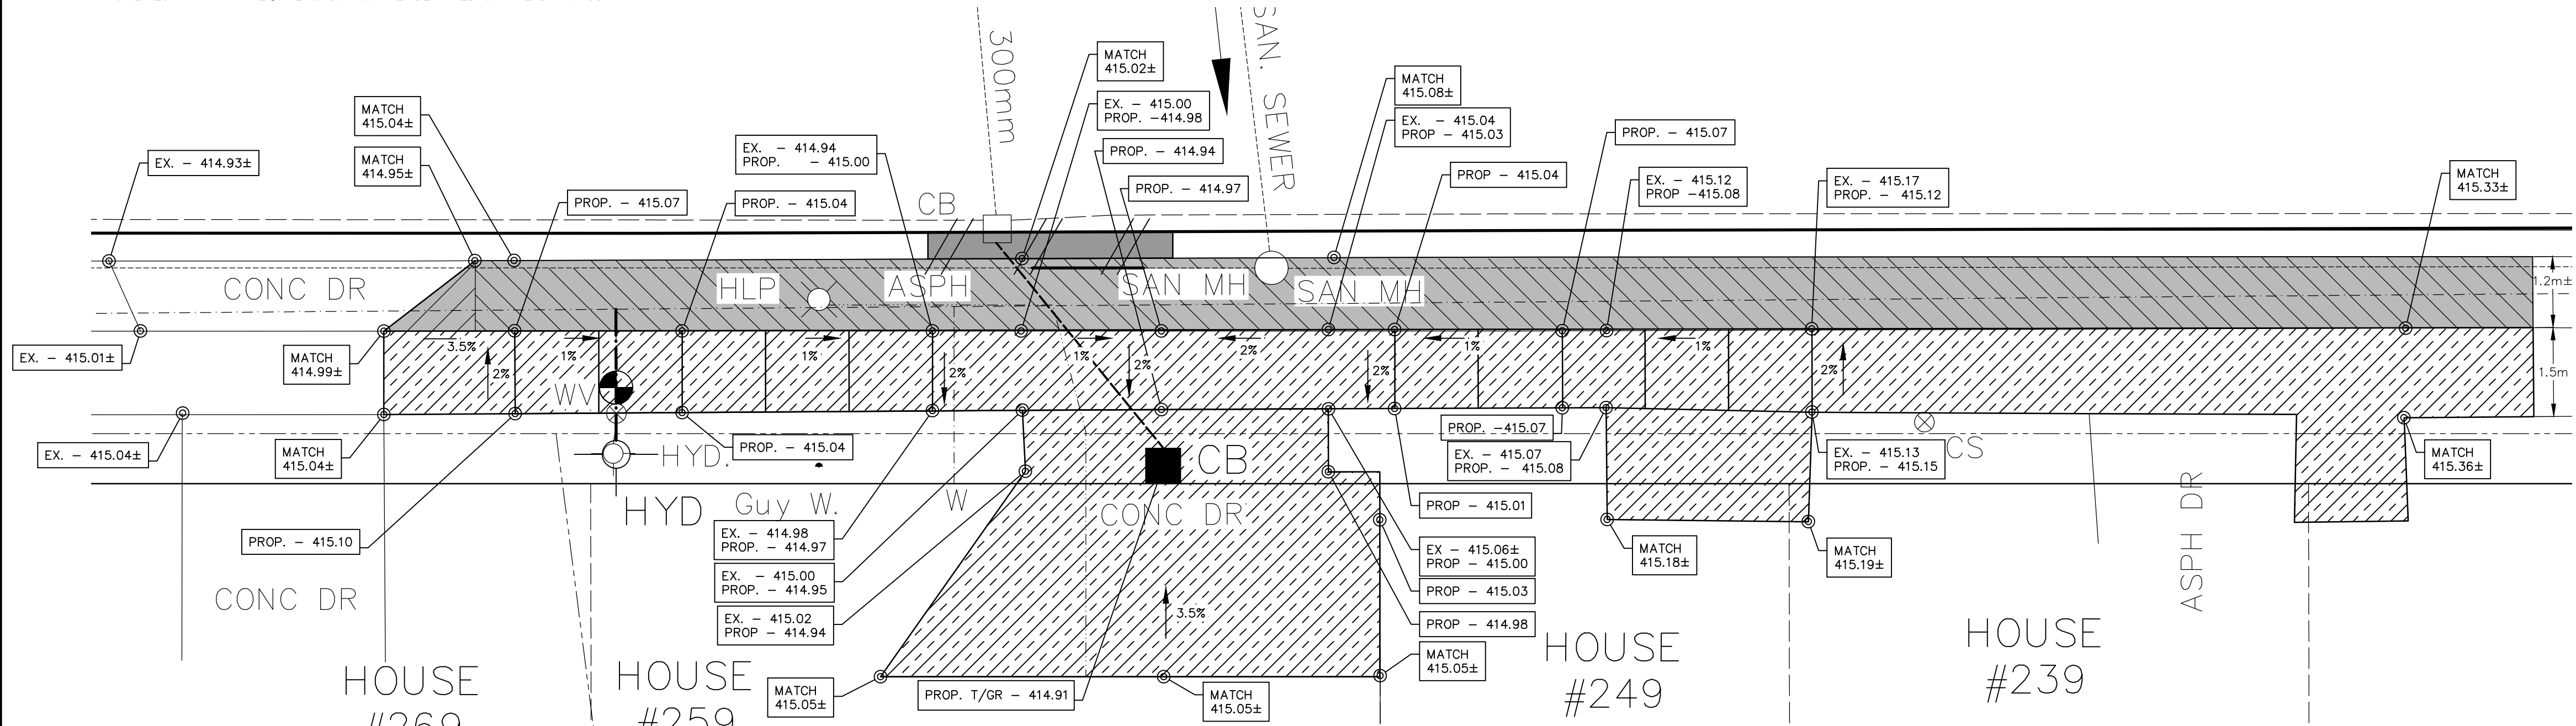 300mm
SAN. SEWER
MATCH
415.02±
EX. - 415.00
PROP. -414.98
PROP. - 414.94
PROP. - 414.97
MATCH
415.08±
EX. - 415.04
PROP - 415.03
PROP - 415.04
PROP. - 415.07
EX. - 415.12
PROP -415.08
EX. - 415.17
PROP. - 415.12
MATCH
415.33±
MATCH
415.04±
MATCH
414.95±
EX. - 414.93±
EX. - 414.94
PROP. - 415.00
PROP. - 415.07
PROP. - 415.04
CB
CONC DR
HLP
ASPH
SAN MH
SAN MH
1.2m±
EX. - 415.01±
MATCH
414.99±
3.5%
1%
1%
1%
2%
1%
1%
2%
2%
2%
2%
2%
1.5m
WV
EX. - 415.04±
MATCH
415.04±
PROP. - 415.04
HYD.
HYD
Guy W.
W
CB
CONC DR
PROP. -415.07
EX. - 415.07
PROP. - 415.08
EX. - 415.13
PROP. - 415.15
CS
MATCH
415.36±
PROP. - 415.10
EX. - 414.98
PROP. - 414.97
EX. - 415.00
PROP. - 414.95
EX. - 415.02
PROP - 414.94
PROP - 415.01
EX - 415.06±
PROP - 415.00
PROP - 415.03
PROP - 414.98
MATCH
415.05±
MATCH
415.18±
MATCH
415.19±
ASPH DR
CONC DR
3.5%
HOUSE
#269
HOUSE
#259
MATCH
415.05±
PROP. T/GR - 414.91
MATCH
415.05±
HOUSE
#249
HOUSE
#239